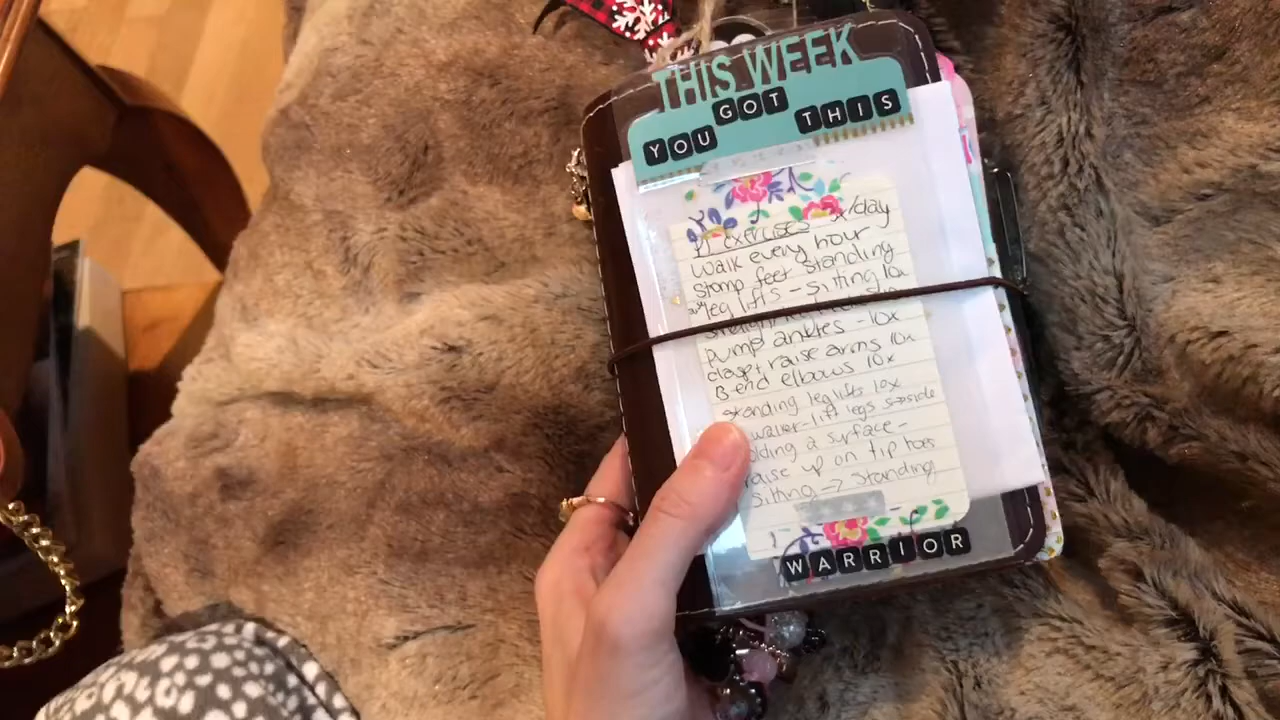 THIS WEEK
YOU GOT THIS
exercises x/day
Walk every hour
Stomp feet standing
leg lifts - sitting 10x
pump ankles - 10x
clasp + raise arms 10x
Bend elbows 10x
standing leg lifts 10x
walker - lift legs side
holding a surface -
raise up on tip toes
Sitting → Standing
WARRIOR